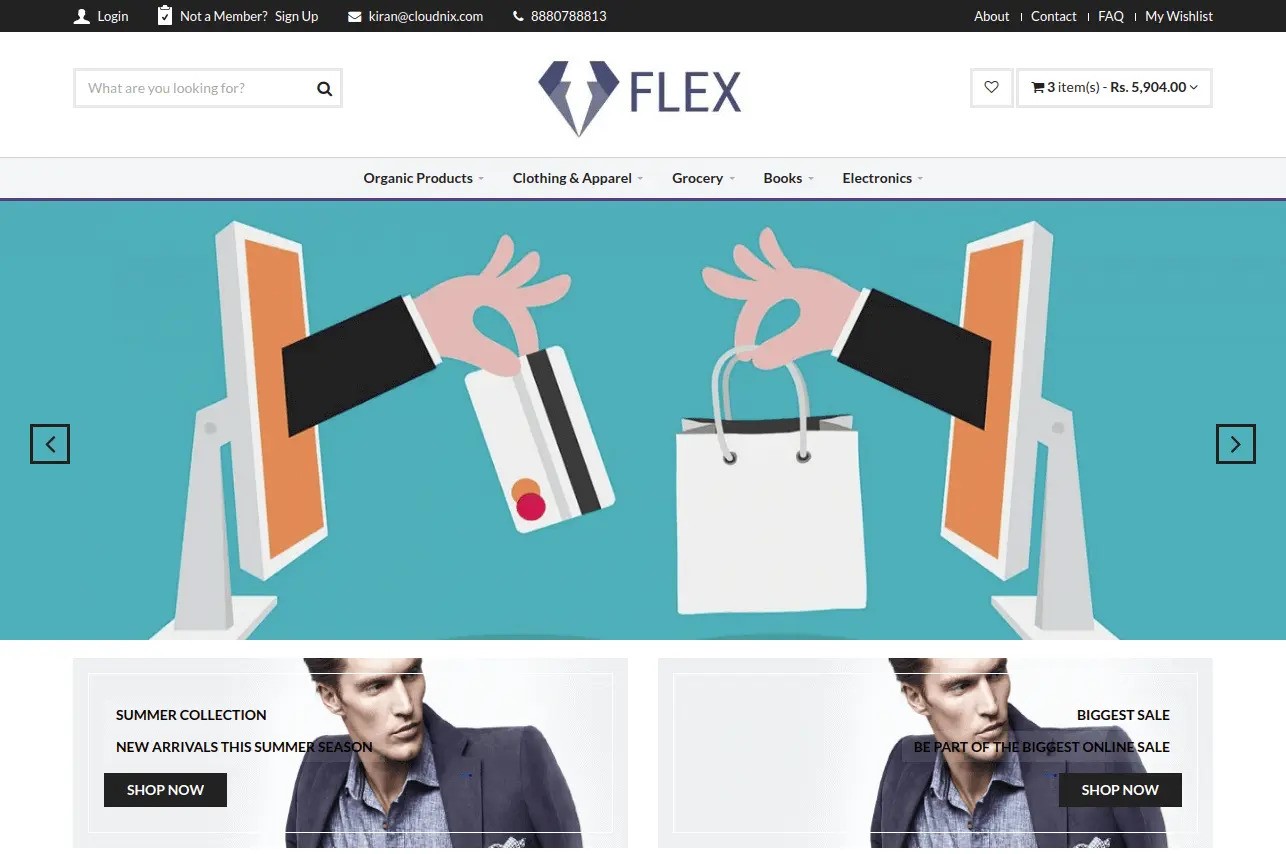 Login
Not a Member? Sign Up
kiran@cloudnix.com
8880788813
About
Contact
FAQ
My Wishlist
What are you looking for?
FLEX
3 item(s) - Rs. 5,904.00
Organic Products
Clothing & Apparel
Grocery
Books
Electronics
SUMMER COLLECTION
NEW ARRIVALS THIS SUMMER SEASON
SHOP NOW
BIGGEST SALE
BE PART OF THE BIGGEST ONLINE SALE
SHOP NOW